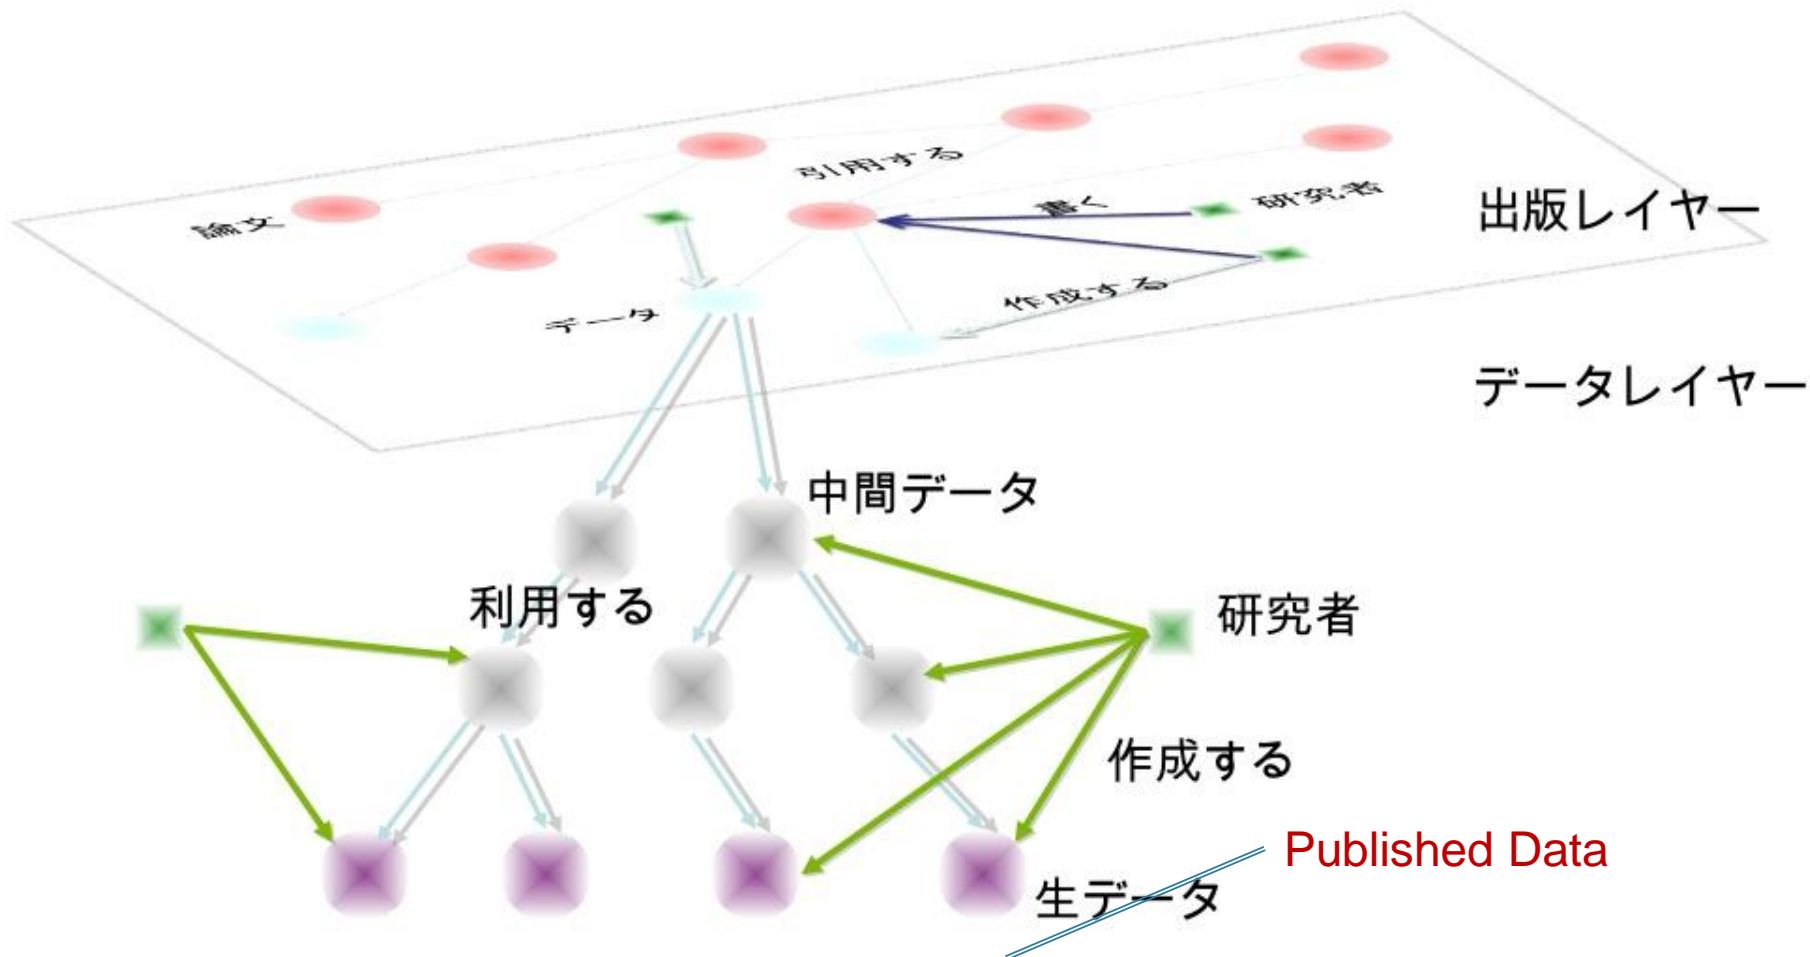 引用する
論文
書く
研究者
出版レイヤー
データ
作成する
データレイヤー
中間データ
利用する
研究者
作成する
Published Data
生データ